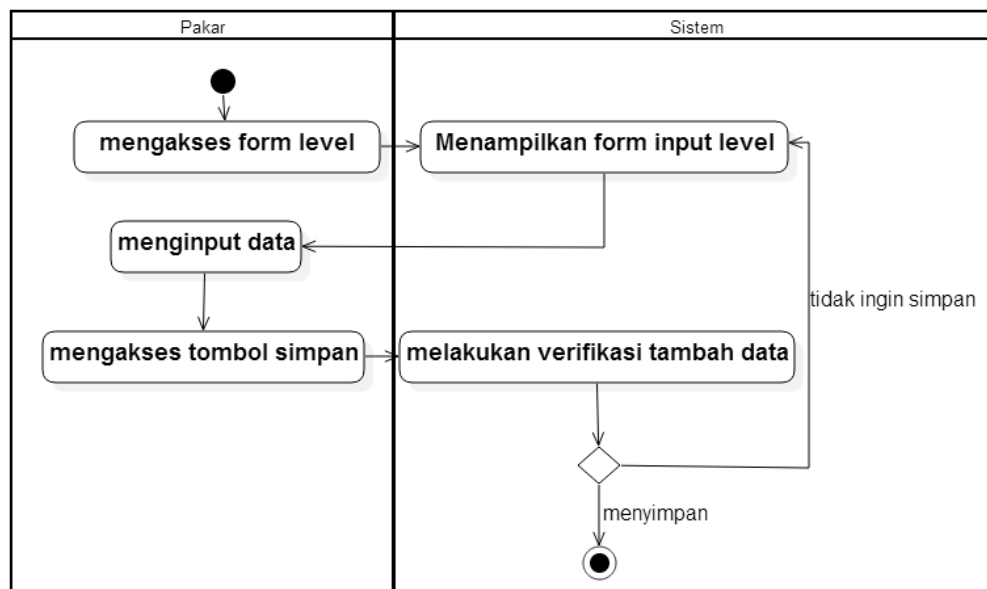 Pakar
Sistem
mengakses form level
Menampilkan form input level
menginput data
tidak ingin simpan
mengakses tombol simpan
melakukan verifikasi tambah data
menyimpan